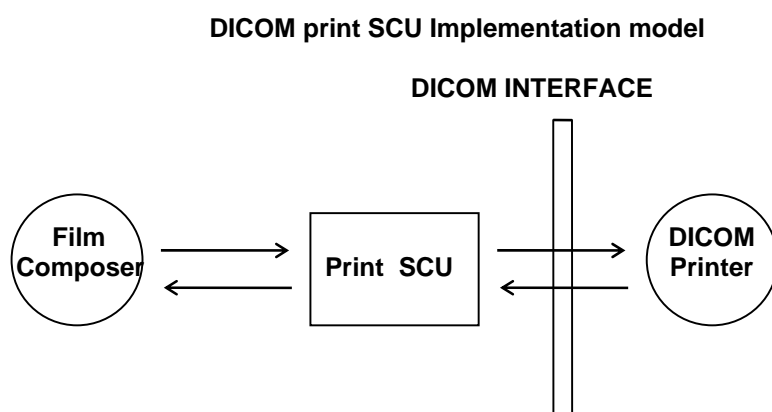 DICOM print SCU Implementation model
DICOM INTERFACE
Film
Composer
Print SCU
DICOM
Printer